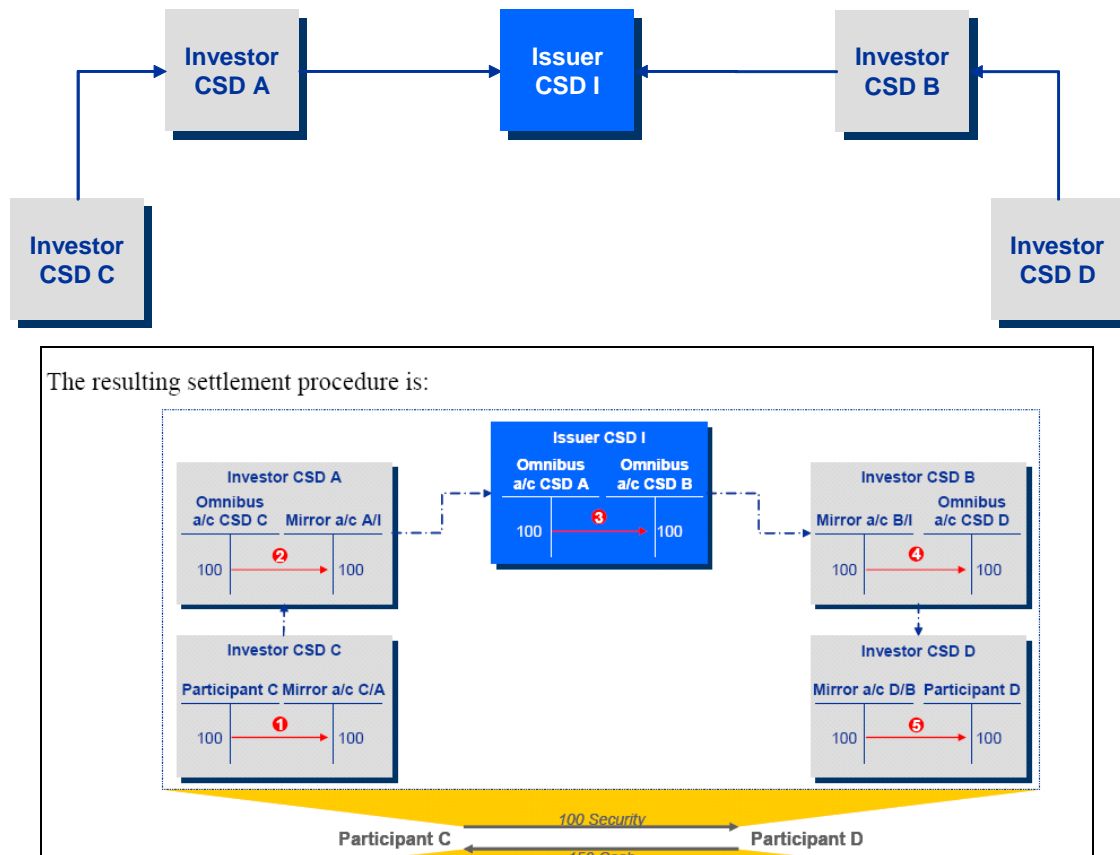 Investor
CSD A
Issuer
CSD I
Investor
CSD B
Investor
CSD C
Investor
CSD D
The resulting settlement procedure is:
Issuer CSD I
Omnibus a/c CSD A
Omnibus a/c CSD B
100
3
100
Investor CSD A
Omnibus a/c CSD C
Mirror a/c A/I
100
2
100
Investor CSD B
Mirror a/c B/I
Omnibus a/c CSD D
100
4
100
Investor CSD C
Participant C
Mirror a/c C/A
100
1
100
Investor CSD D
Mirror a/c D/B
Participant D
100
5
100
100 Security
Participant C
Participant D